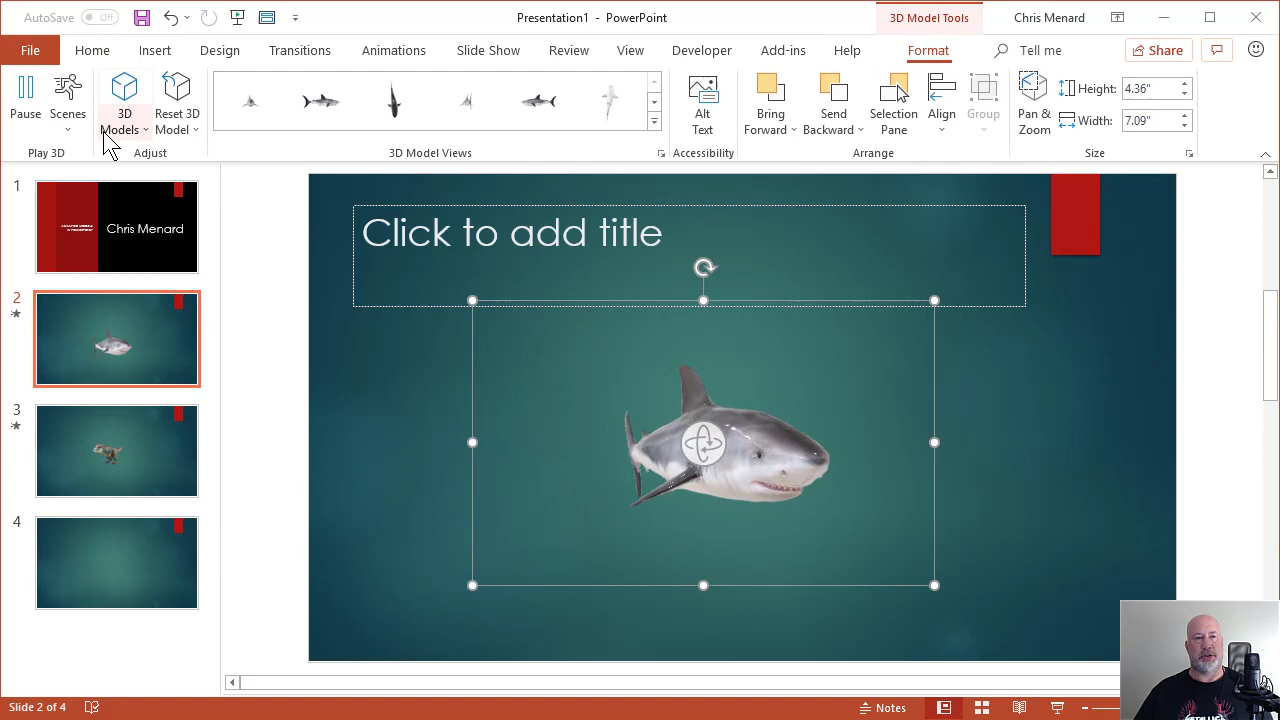 AutoSave Off
Presentation1 - PowerPoint
3D Model Tools
Chris Menard
File Home Insert Design Transitions Animations Slide Show Review View Developer Add-ins Help Format Tell me Share
Pause
Scenes
3D
Models
Reset 3D
Model
Alt
Text
Bring
Forward
Send
Backward
Selection
Pane
Align
Group
Pan &
Zoom
Height: 4.36"
Width: 7.09"
Play 3D Adjust 3D Model Views Accessibility Arrange Size
1
Chris Menard
2
3
4
Click to add title
Slide 2 of 4
Notes